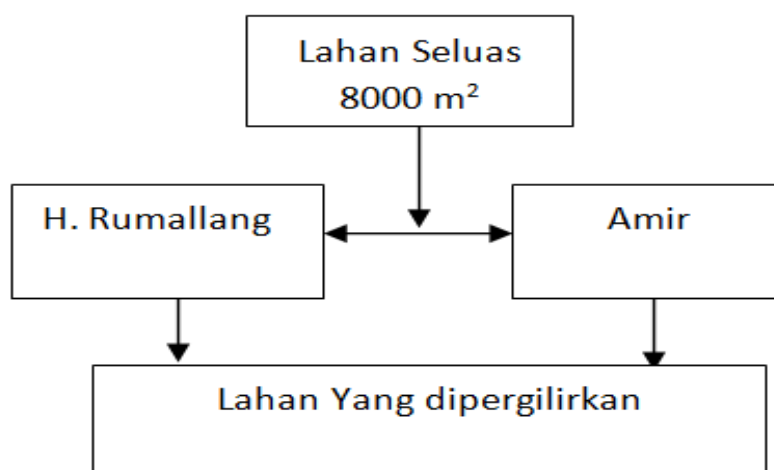 Lahan Seluas
8000 m²
H. Rumallang
Amir
Lahan Yang dipergilirkan